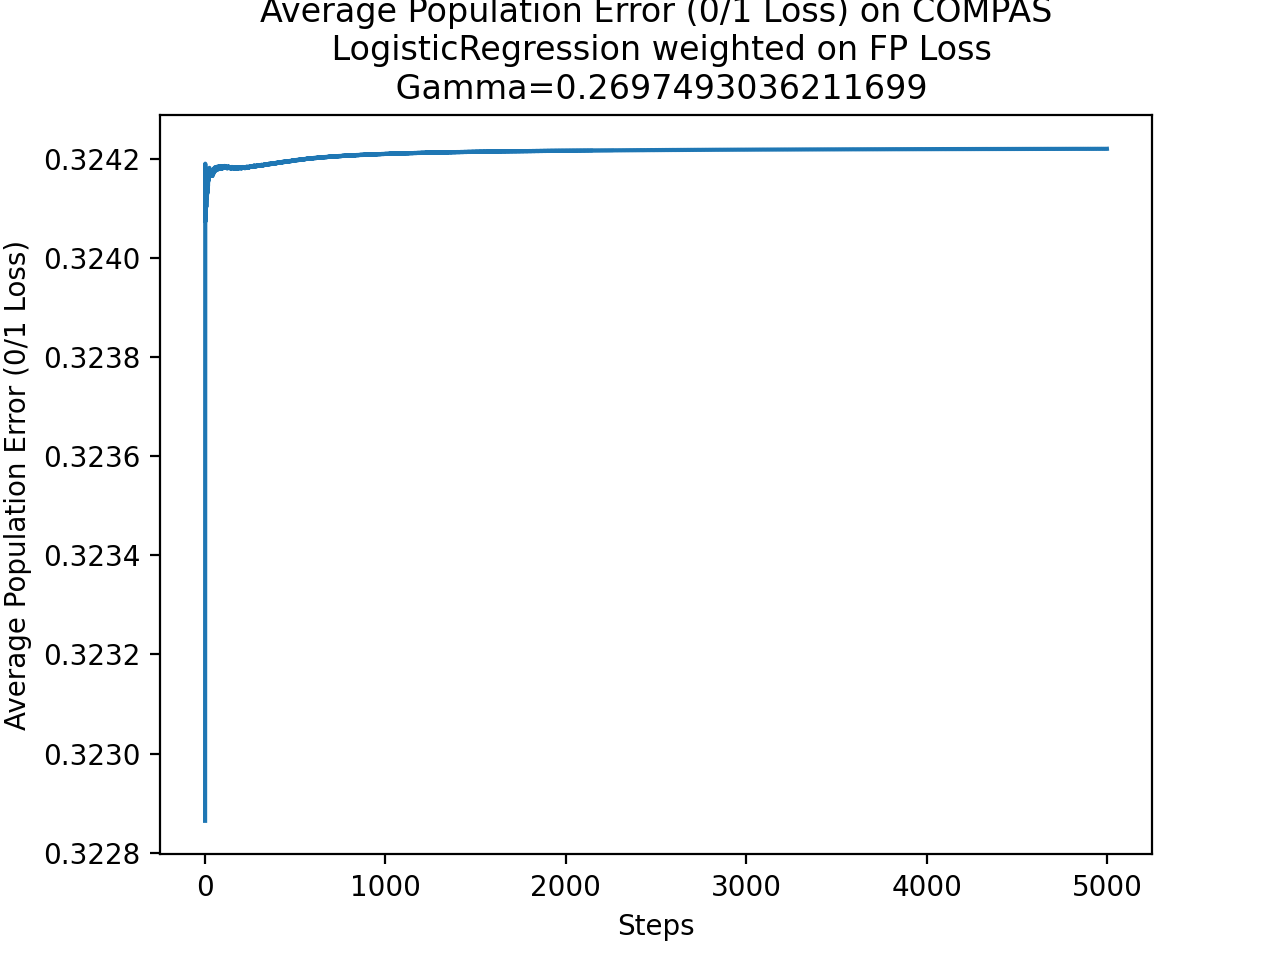 Average Population Error (0/1 Loss) on COMPAS
LogisticRegression weighted on FP Loss
Gamma=0.2697493036211699
Average Population Error (0/1 Loss)
0.3242
0.3240
0.3238
0.3236
0.3234
0.3232
0.3230
0.3228
0 1000 2000 3000 4000 5000
Steps